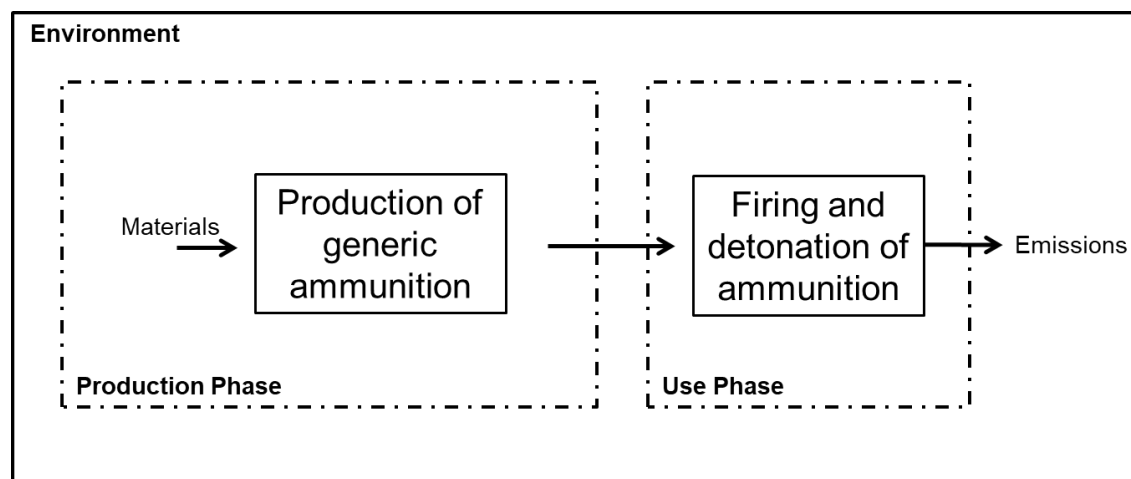 Environment
Materials
Production of
generic
ammunition
Production Phase
Firing and
detonation of
ammunition
Use Phase
Emissions